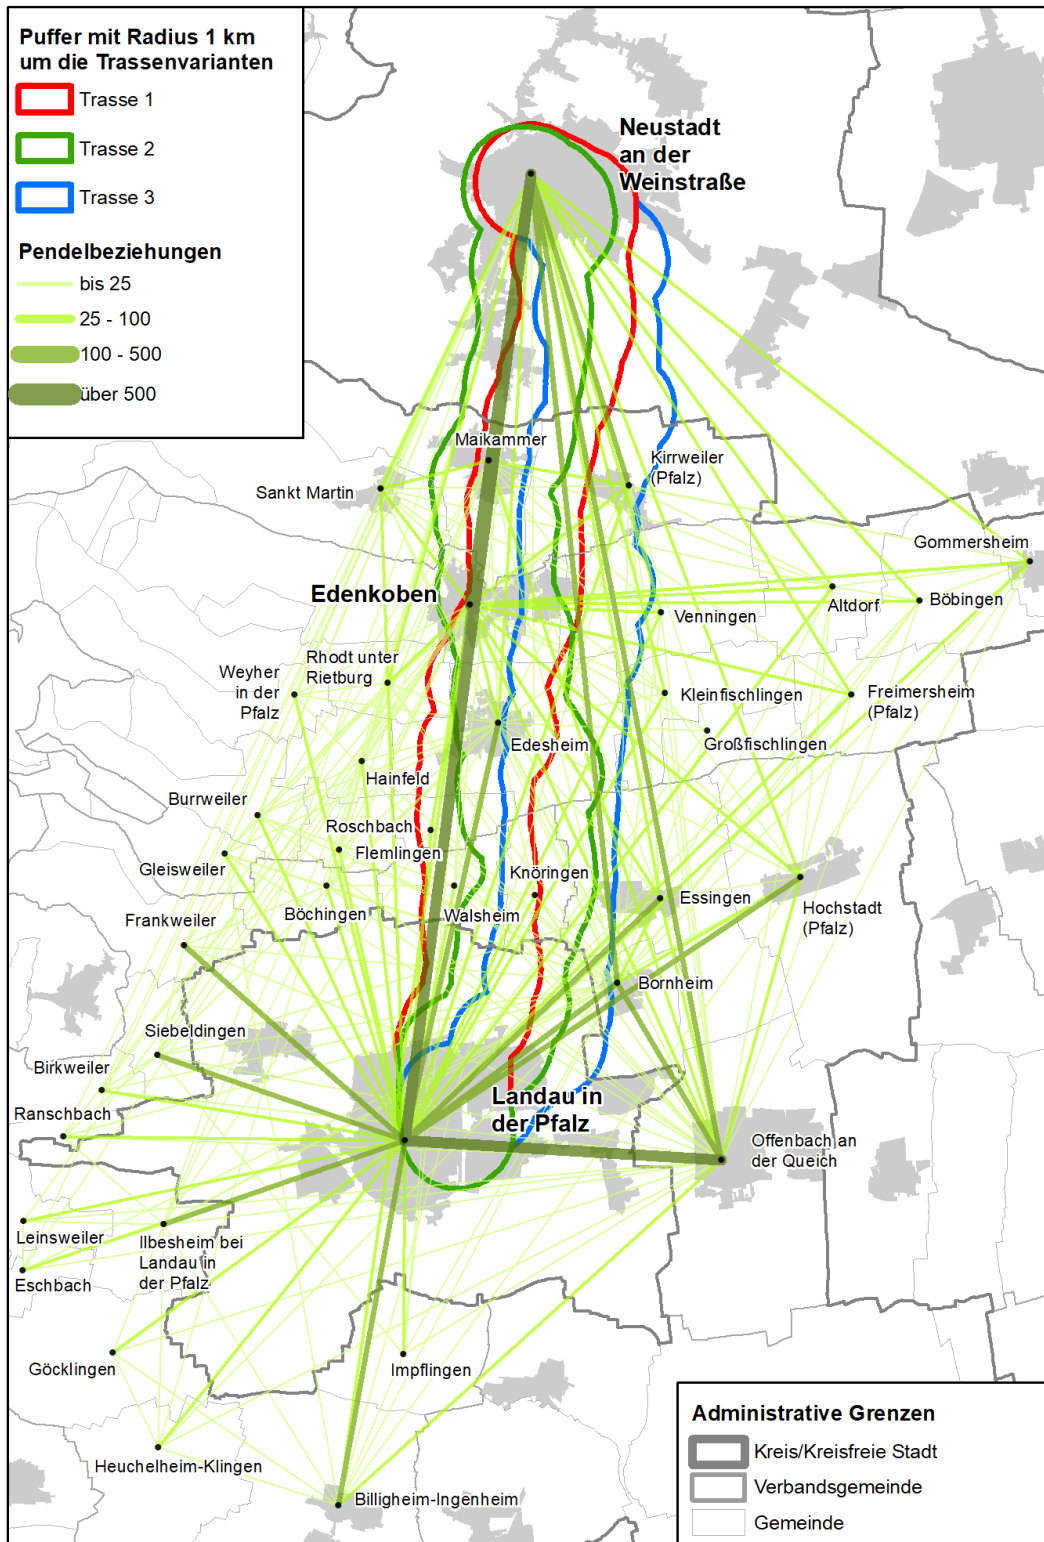 Puffer mit Radius 1 km
um die Trassenvarianten
Trasse 1
Trasse 2
Trasse 3
Pendelbeziehungen
bis 25
25 - 100
100 - 500
über 500
Neustadt
an der
Weinstraße
Maikammer
Sankt Martin
Kirrweiler
(Pfalz)
Gommersheim
Edenkoben
Altdorf
Böbingen
Venningen
Rhodt unter
Rietburg
Weyher
in der
Pfalz
Kleinfischlingen
Freimersheim
(Pfalz)
Großfischlingen
Edesheim
Hainfeld
Burrweiler
Roschbach
Flemlingen
Gleisweiler
Knöringen
Essingen
Hochstadt
(Pfalz)
Böchingen
Walsheim
Frankweiler
Bornheim
Siebeldingen
Birkweiler
Ranschbach
Landau in
der Pfalz
Offenbach an
der Queich
Leinsweiler
Ilbesheim bei
Landau in
der Pfalz
Eschbach
Göcklingen
Impflingen
Heuchelheim-Klingen
Billigheim-Ingenheim
Administrative Grenzen
Kreis/Kreisfreie Stadt
Verbandsgemeinde
Gemeinde